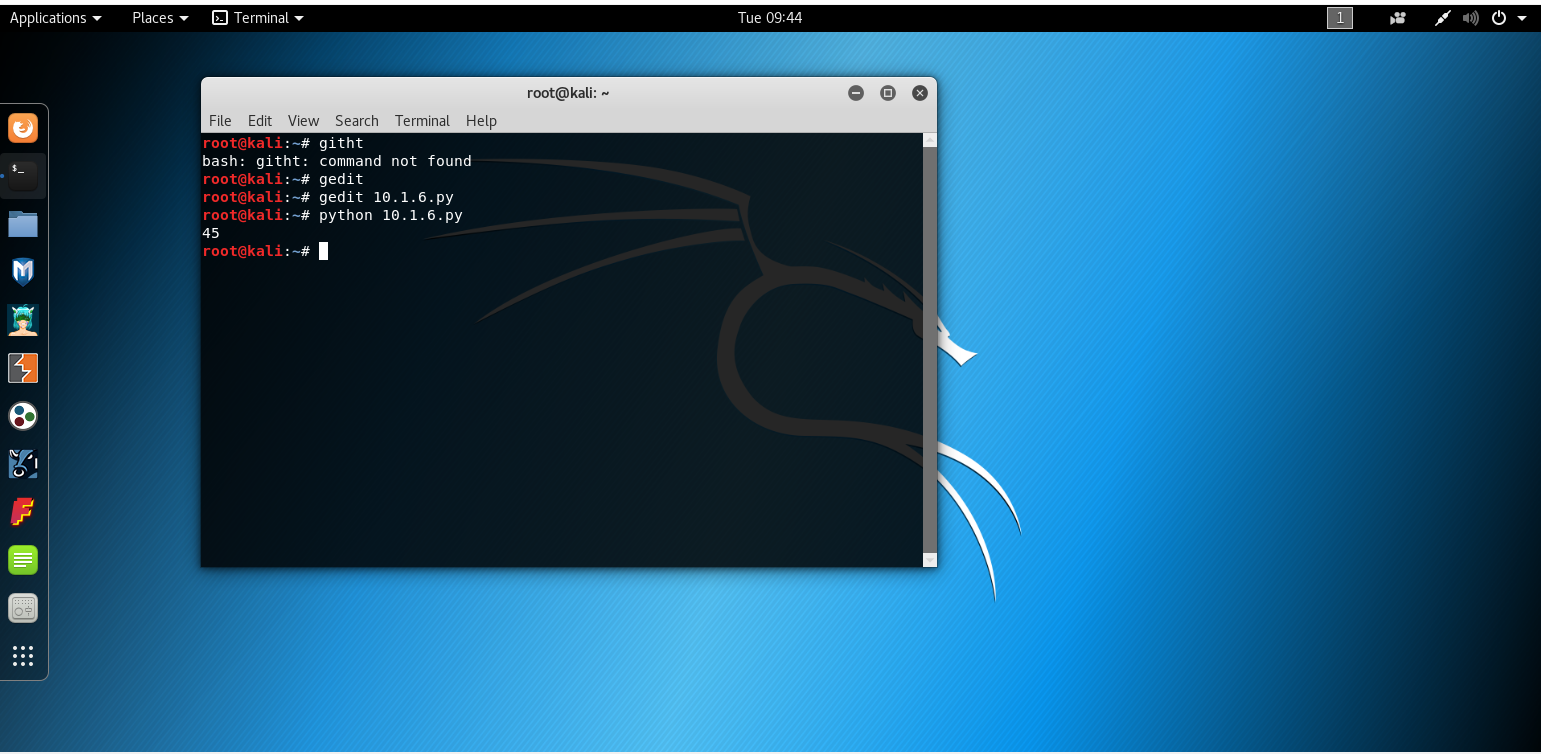 Applications Places Terminal Tue 09:44 1
root@kali: ~
File Edit View Search Terminal Help
root@kali:~# githt
bash: githt: command not found
root@kali:~# gedit
root@kali:~# gedit 10.1.6.py
root@kali:~# python 10.1.6.py
45
root@kali:~#